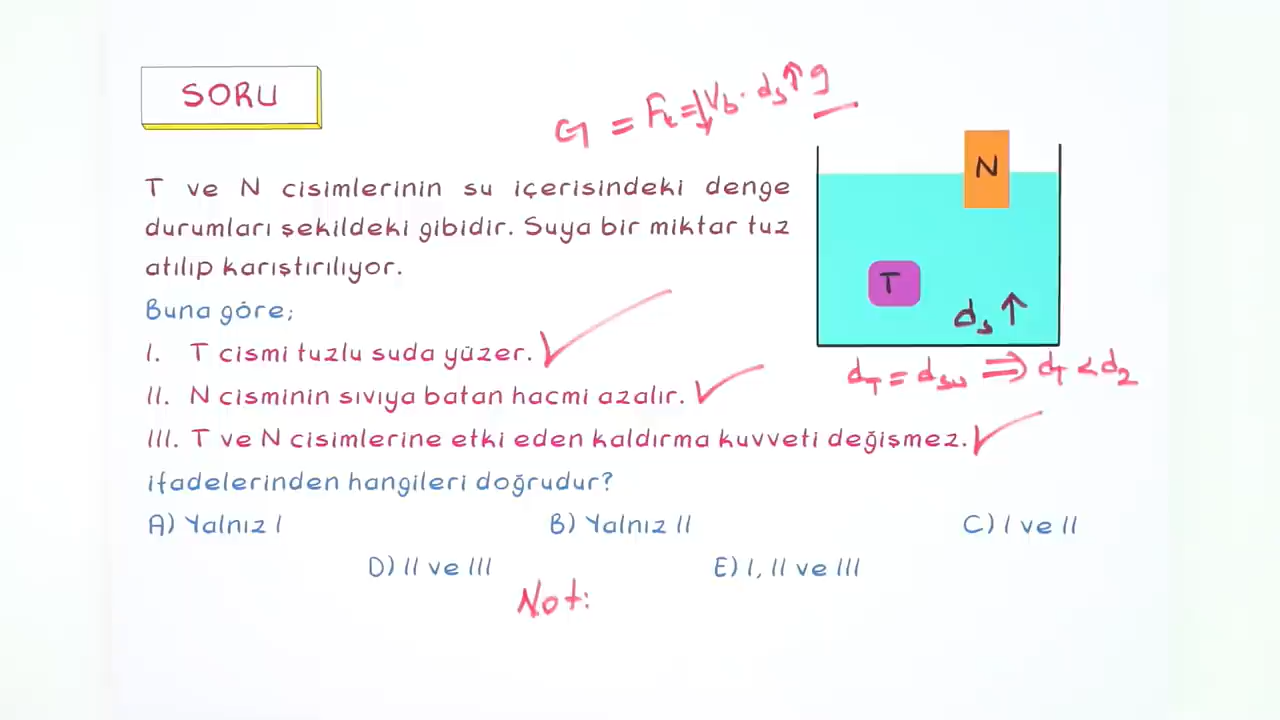 SORU
G = Fk = ↓Vb · ds↑ g
T ve N cisimlerinin su içerisindeki denge
durumları şekildeki gibidir. Suya bir miktar tuz
atılıp karıştırılıyor.
Buna göre;
I. T cismi tuzlu suda yüzer.
II. N cisminin sıvıya batan hacmi azalır.
III. T ve N cisimlerine etki eden kaldırma kuvveti değişmez.
ifadelerinden hangileri doğrudur?
A) Yalnız I
B) Yalnız II
C) I ve II
D) II ve III
E) I, II ve III
Not:
N
T
ds ↑
dT = dsu ⇒ dT < d2